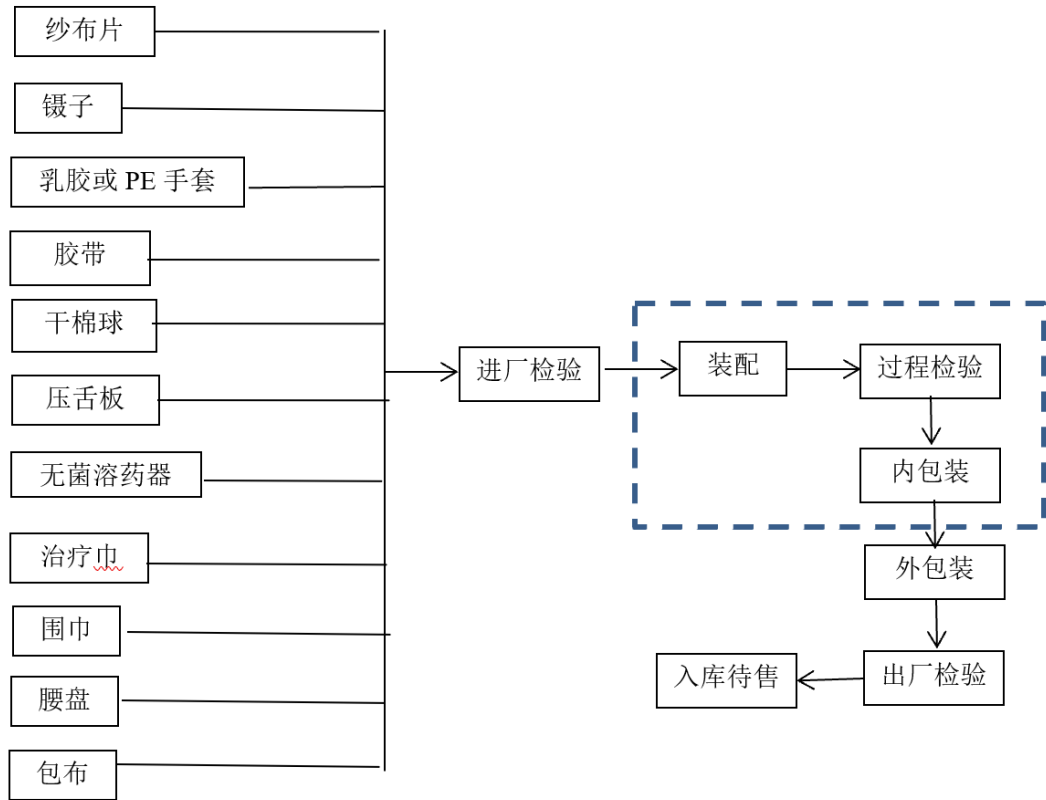 纱布片
镊子
乳胶或 PE 手套
胶带
干棉球
压舌板
无菌溶药器
治疗巾
围巾
腰盘
包布
进厂检验
装配
过程检验
内包装
外包装
出厂检验
入库待售